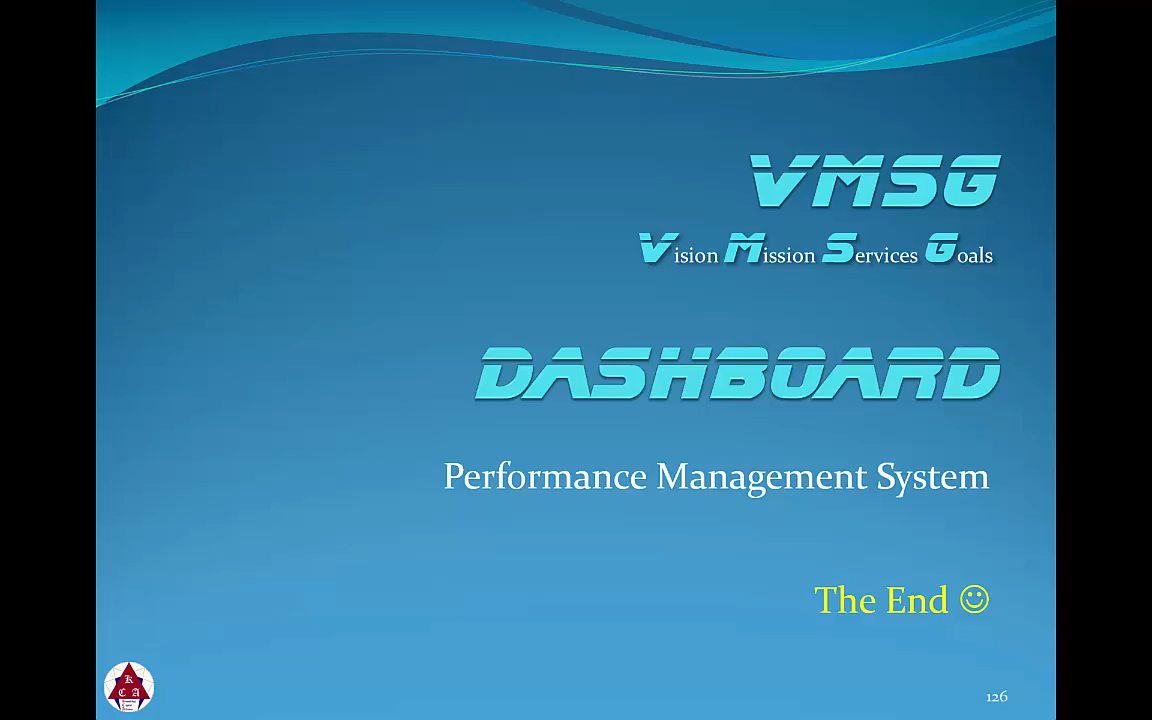 VMSG
Vision Mission Services Goals
DASHBOARD
Performance Management System
The End ☺
K
C A
126